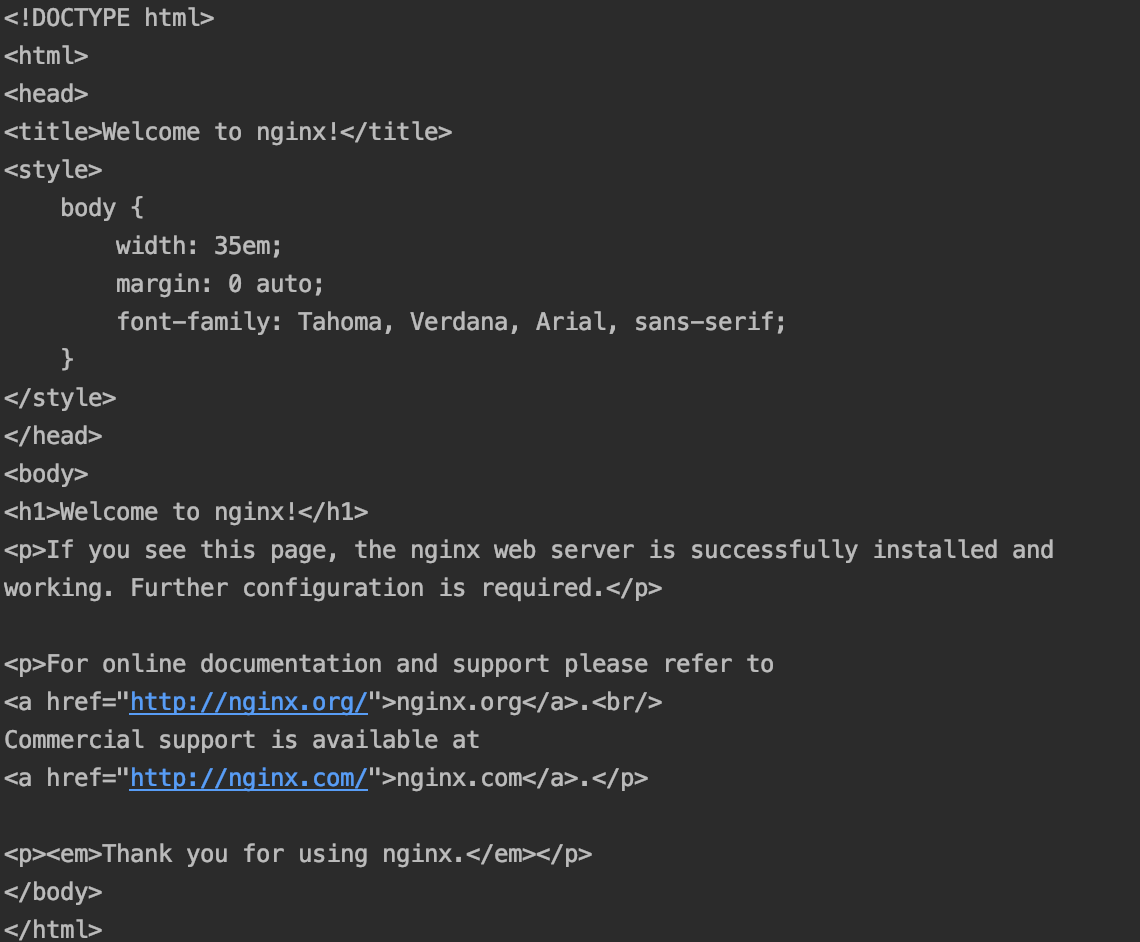 <!DOCTYPE html>
<html>
<head>
<title>Welcome to nginx!</title>
<style>
    body {
        width: 35em;
        margin: 0 auto;
        font-family: Tahoma, Verdana, Arial, sans-serif;
    }
</style>
</head>
<body>
<h1>Welcome to nginx!</h1>
<p>If you see this page, the nginx web server is successfully installed and
working. Further configuration is required.</p>

<p>For online documentation and support please refer to
<a href="http://nginx.org/">nginx.org</a>.<br/>
Commercial support is available at
<a href="http://nginx.com/">nginx.com</a>.</p>

<p><em>Thank you for using nginx.</em></p>
</body>
</html>